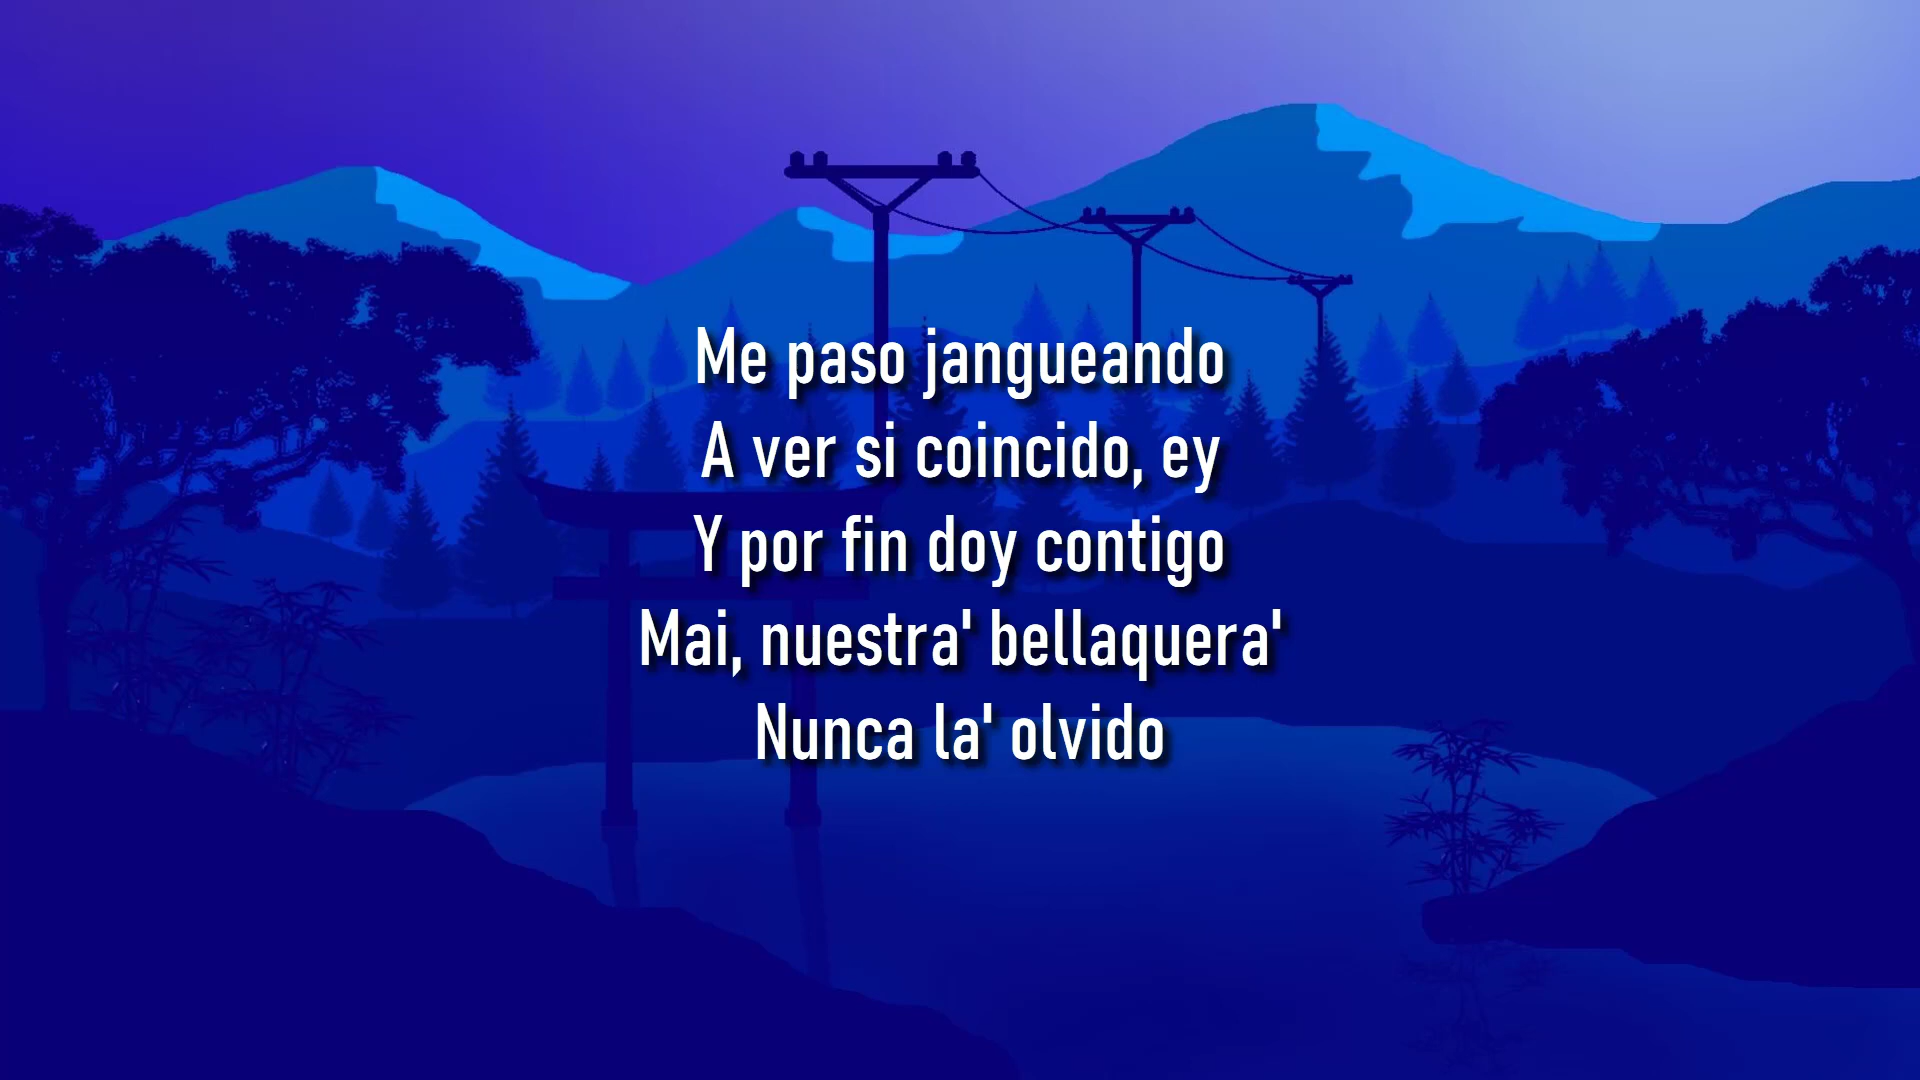 Me paso jangueando
A ver si coincido, ey
Y por fin doy contigo
Mai, nuestra' bellaquera'
Nunca la' olvido